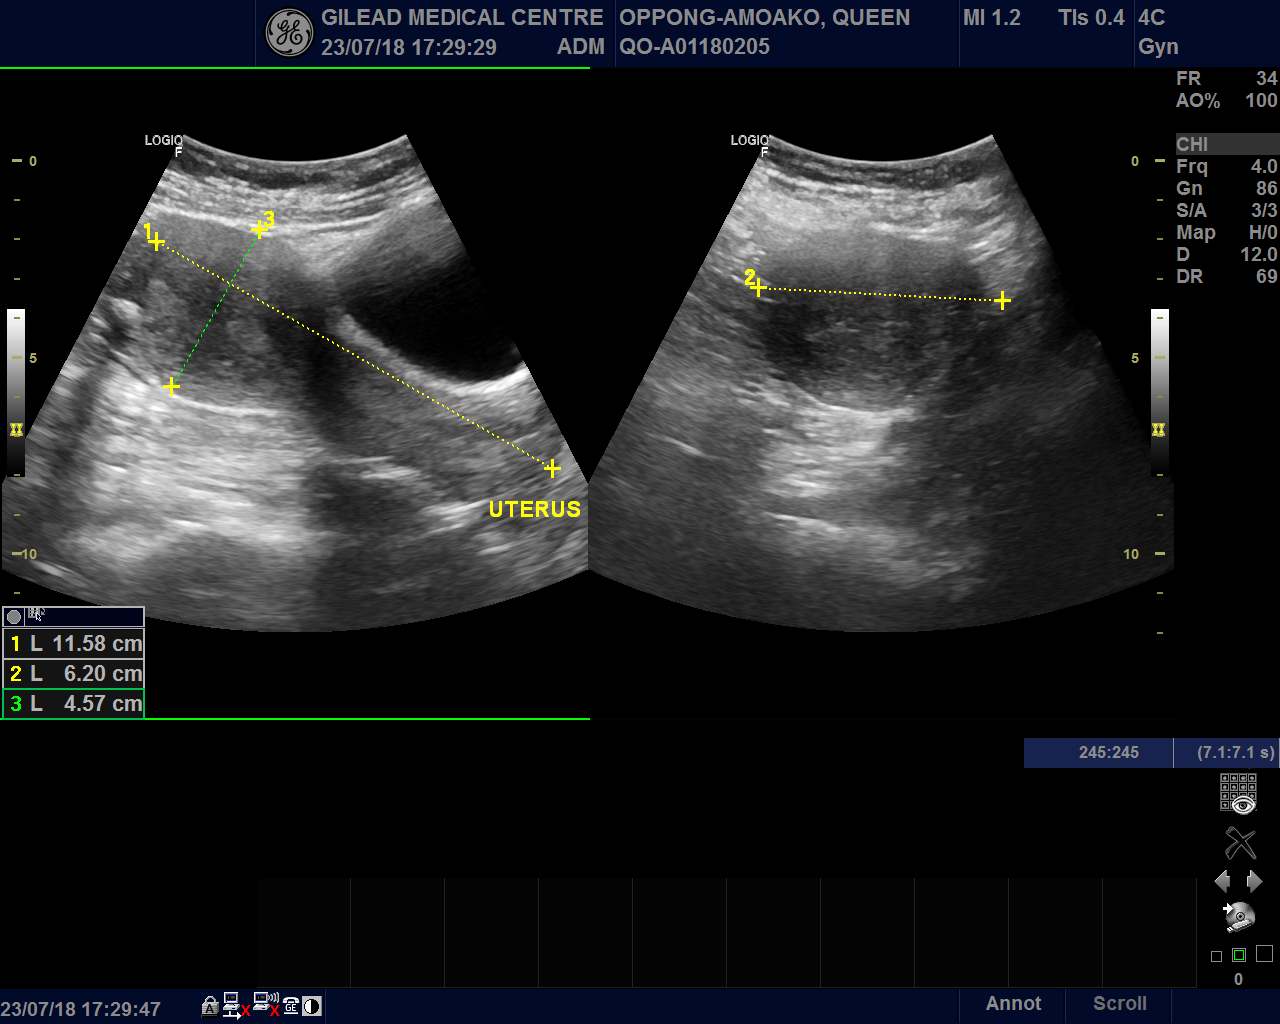 GILEAD MEDICAL CENTRE
23/07/18 17:29:29 ADM
OPPONG-AMOAKO, QUEEN
QO-A01180205
MI 1.2 TIs 0.4
4C
Gyn
FR 34
AO% 100
CHI
Frq 4.0
Gn 86
S/A 3/3
Map H/0
D 12.0
DR 69
LOGIQ
F
0
5
10
1
3
UTERUS
LOGIQ
F
2
0
5
10
1 L 11.58 cm
2 L 6.20 cm
3 L 4.57 cm
245:245 (7.1:7.1 s)
0
23/07/18 17:29:47
A
X
X
GE
Annot
Scroll